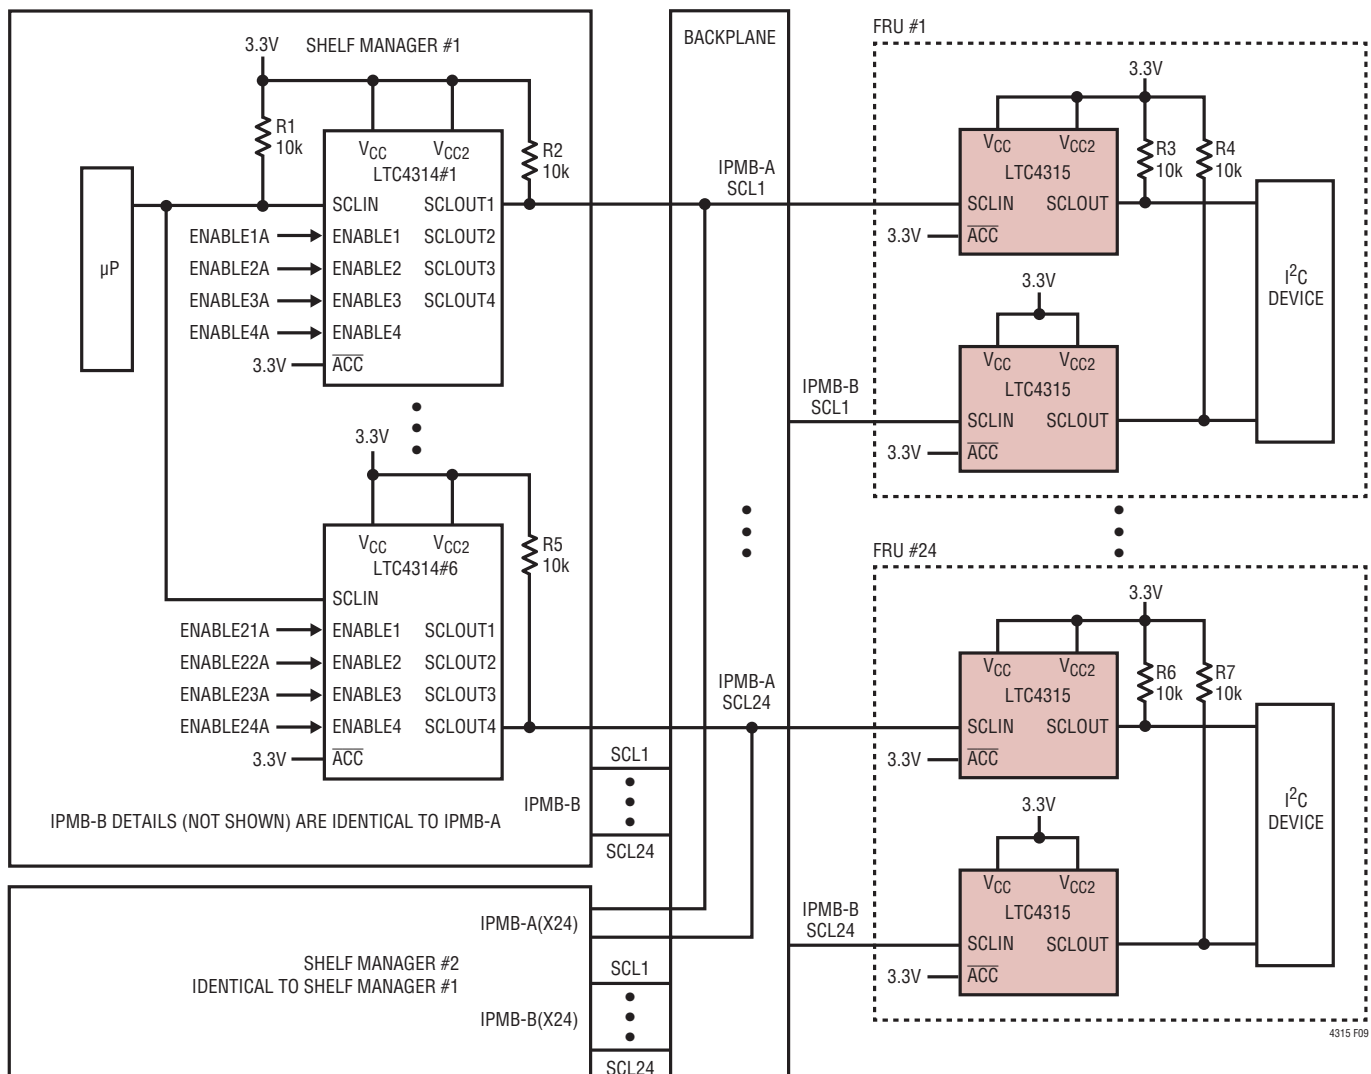 3.3V
SHELF MANAGER #1
R1
10k
VCC
VCC2
LTC4314#1
R2
10k
µP
SCLIN
SCLOUT1
ENABLE1A
ENABLE1
SCLOUT2
ENABLE2A
ENABLE2
SCLOUT3
ENABLE3A
ENABLE3
SCLOUT4
ENABLE4A
ENABLE4
3.3V
ACC
3.3V
VCC
VCC2
LTC4314#6
R5
10k
SCLIN
ENABLE21A
ENABLE1
SCLOUT1
ENABLE22A
ENABLE2
SCLOUT2
ENABLE23A
ENABLE3
SCLOUT3
ENABLE24A
ENABLE4
SCLOUT4
3.3V
ACC
IPMB-B
IPMB-B DETAILS (NOT SHOWN) ARE IDENTICAL TO IPMB-A
SCL1
SCL24
IPMB-A(X24)
SHELF MANAGER #2
IDENTICAL TO SHELF MANAGER #1
IPMB-B(X24)
SCL1
SCL24
BACKPLANE
IPMB-A
SCL1
IPMB-B
SCL1
IPMB-A
SCL24
IPMB-B
SCL24
FRU #1
3.3V
VCC
VCC2
LTC4315
R3
10k
R4
10k
SCLIN
SCLOUT
3.3V
ACC
I2C
DEVICE
3.3V
VCC
VCC2
LTC4315
SCLIN
SCLOUT
3.3V
ACC
FRU #24
3.3V
VCC
VCC2
LTC4315
R6
10k
R7
10k
SCLIN
SCLOUT
3.3V
ACC
I2C
DEVICE
3.3V
VCC
VCC2
LTC4315
SCLIN
SCLOUT
3.3V
ACC
4315 F09